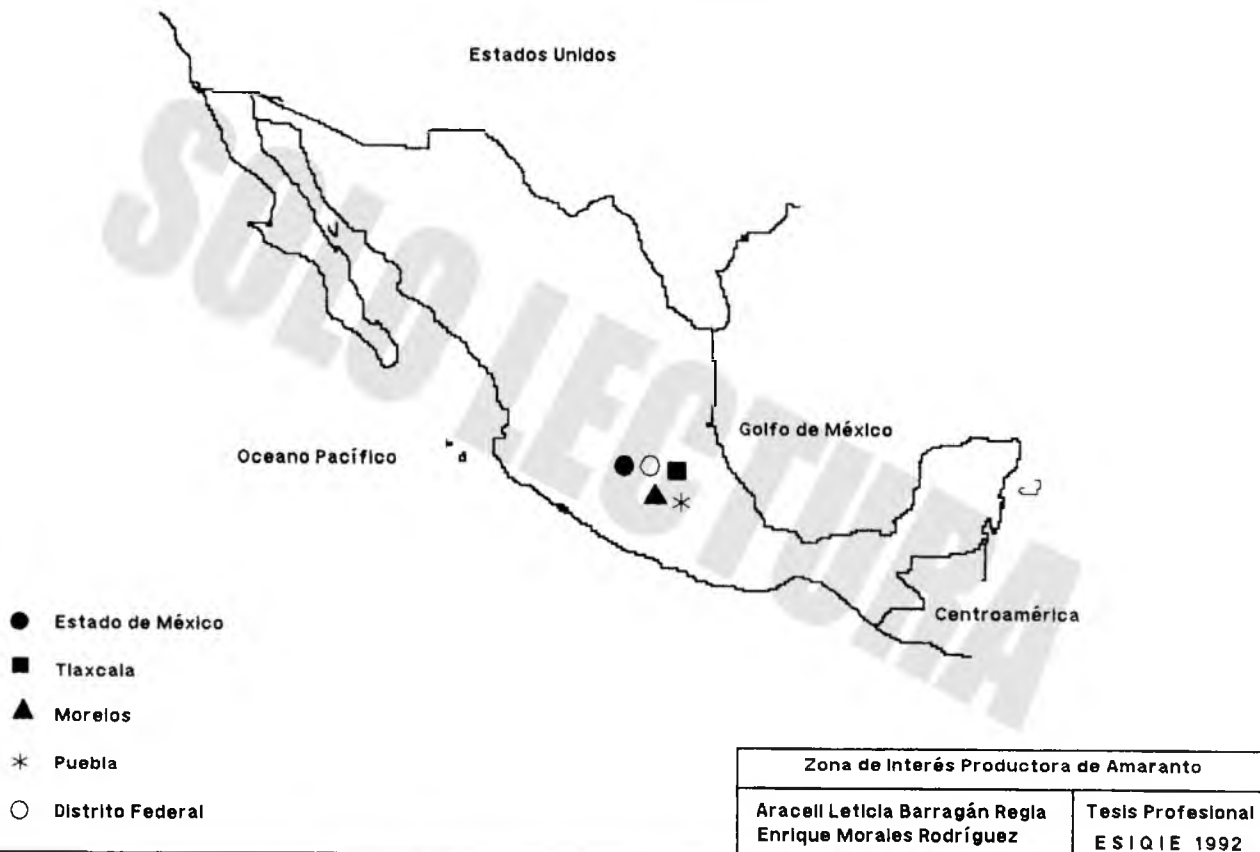 Estados Unidos
SOLO LECTURA
Golfo de México
Oceano Pacífico
d
Centroamérica
Estado de México
Tlaxcala
Morelos
Puebla
Distrito Federal
Zona de Interés Productora de Amaranto
Araceli Leticia Barragán Regla
Enrique Morales Rodríguez
Tesis Profesional
ESIQIE 1992